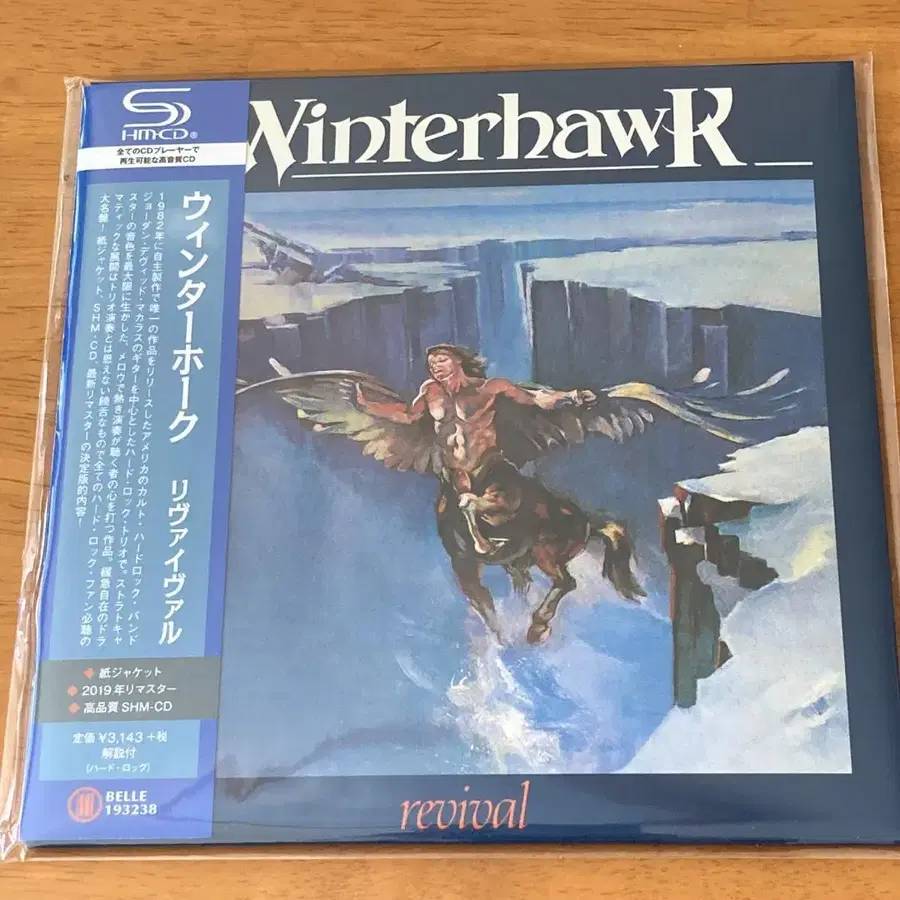 SHM-CD®
全てのCDプレーヤーで
再生可能な高音質CD
Winterhawk
ウィンターホーク リヴァイヴァル
1982年に自主製作で唯一の作品をリリースしたアメリカのカルト・ハードロック・バンド
ジョーダン・デヴィッド・マカラスのギターを中心としたハード・ロック・トリオで。ストラトキャ
スターの音色を最大限に生かした、メロウで熱き演奏が聴く者の心を打つ作品。緩急自在のドラ
マティックな展開はトリオ演奏とは思えない饒舌なもので全てのハード・ロック・ファン必聴の
大名盤！紙ジャケット、SHM-CD、最新リマスターの決定版的内容！
◆ 紙ジャケット
◆ 2019年リマスター
◆ 高品質 SHM-CD
定価 ¥3,143 +税
解説付
(ハード・ロック)
BELLE
193238
revival